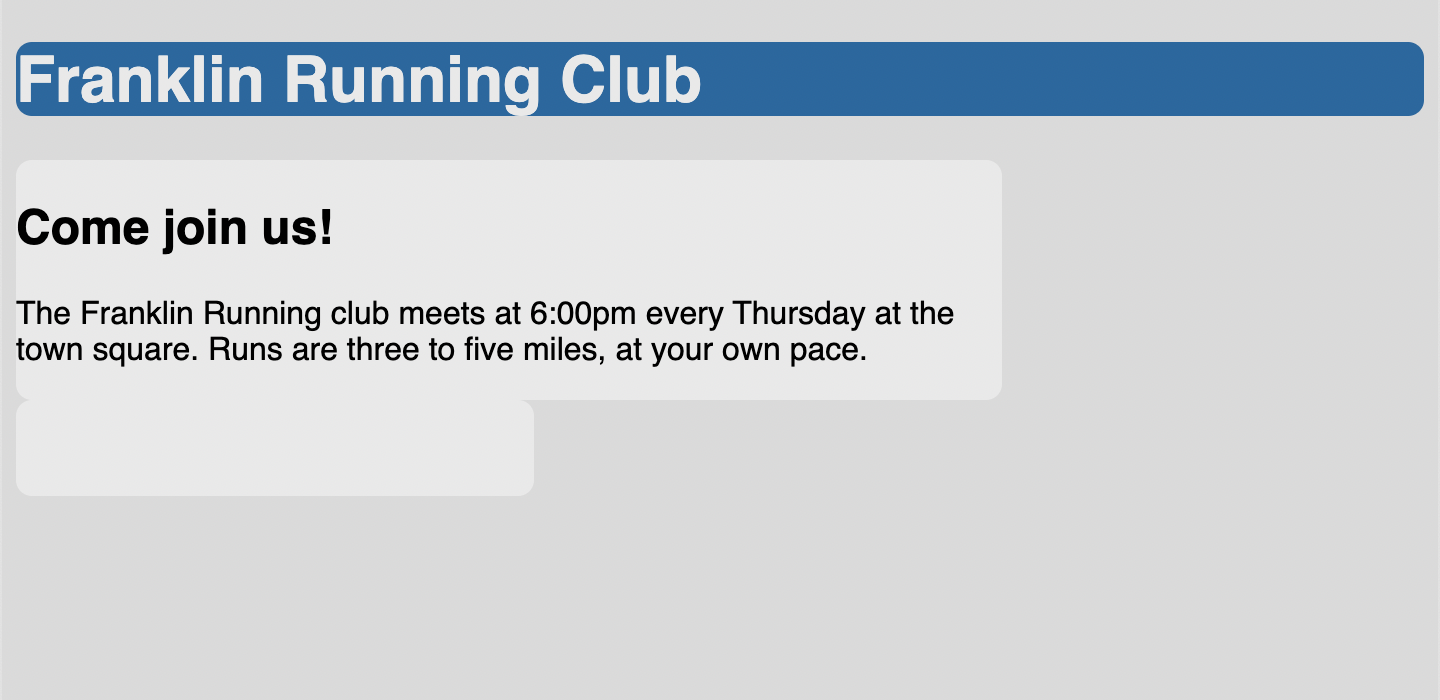 Franklin Running Club
Come join us!
The Franklin Running club meets at 6:00pm every Thursday at the
town square. Runs are three to five miles, at your own pace.